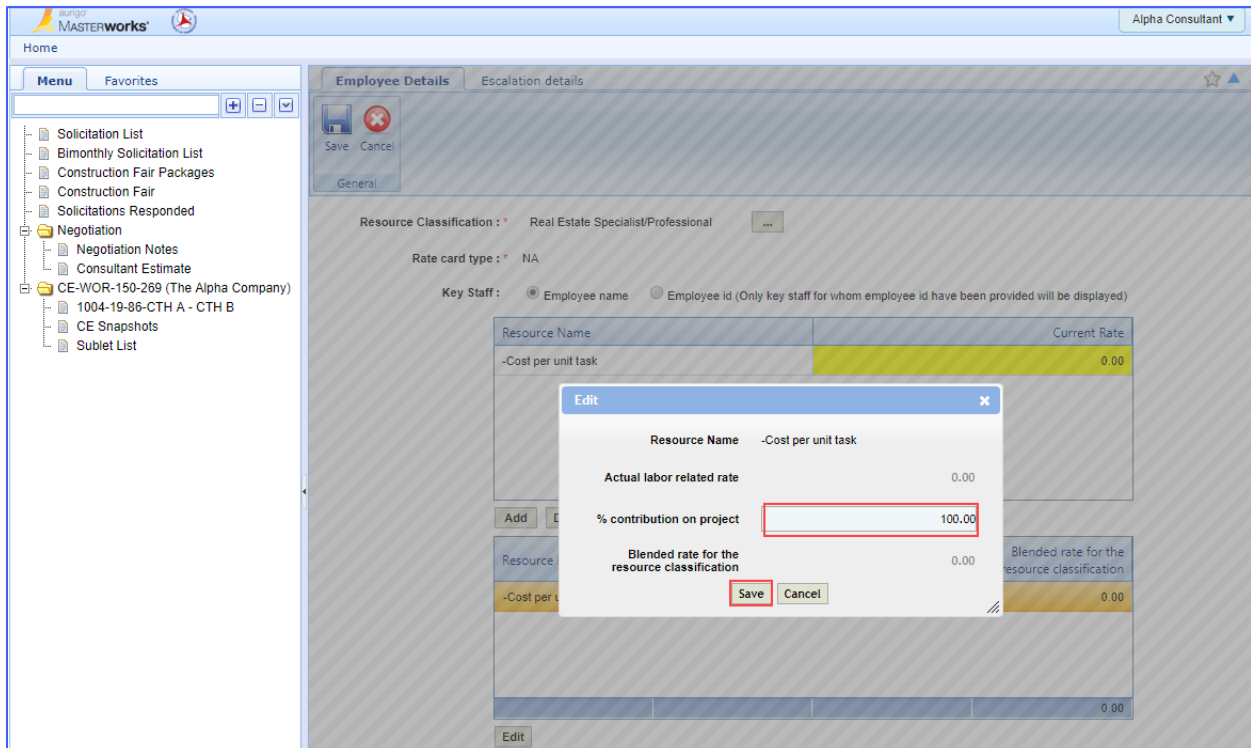 aurigo
MASTERworks'
Alpha Consultant ▼
Home
Menu
Favorites
Solicitation List
Bimonthly Solicitation List
Construction Fair Packages
Construction Fair
Solicitations Responded
Negotiation
Negotiation Notes
Consultant Estimate
CE-WOR-150-269 (The Alpha Company)
1004-19-86-CTH A - CTH B
CE Snapshots
Sublet List
Employee Details
Escalation details
Save Cancel
General
Resource Classification : * Real Estate Specialist/Professional ...
Rate card type : * NA
Key Staff : Employee name Employee id (Only key staff for whom employee id have been provided will be displayed)
Resource Name Current Rate
-Cost per unit task 0.00
Edit
Resource Name -Cost per unit task
Actual labor related rate 0.00
% contribution on project 100.00
Blended rate for the
resource classification 0.00
Save Cancel
Add
Resource
Blended rate for the
resource classification
-Cost per 0.00
0.00
Edit